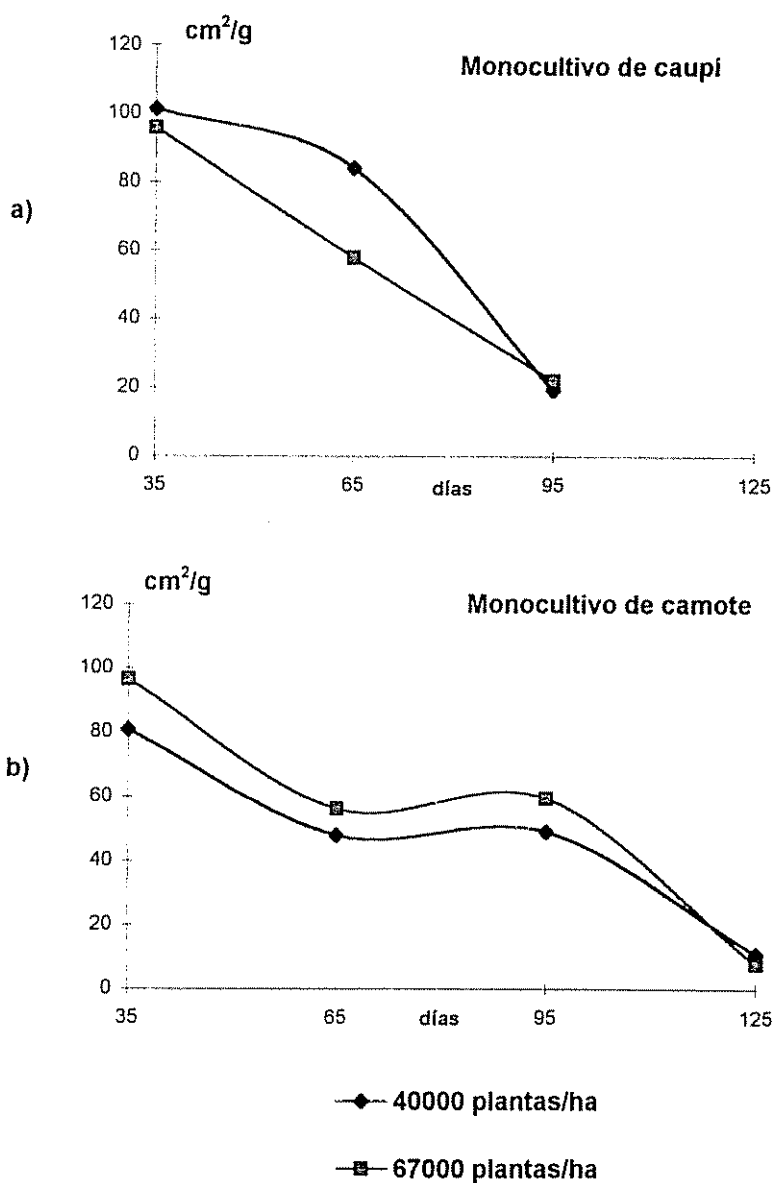 cm²/g
Monocultivo de caupí
a)
120
100
80
60
40
20
0
35 65 días 95 125
cm²/g
Monocultivo de camote
b)
120
100
80
60
40
20
0
35 65 días 95 125
40000 plantas/ha
67000 plantas/ha